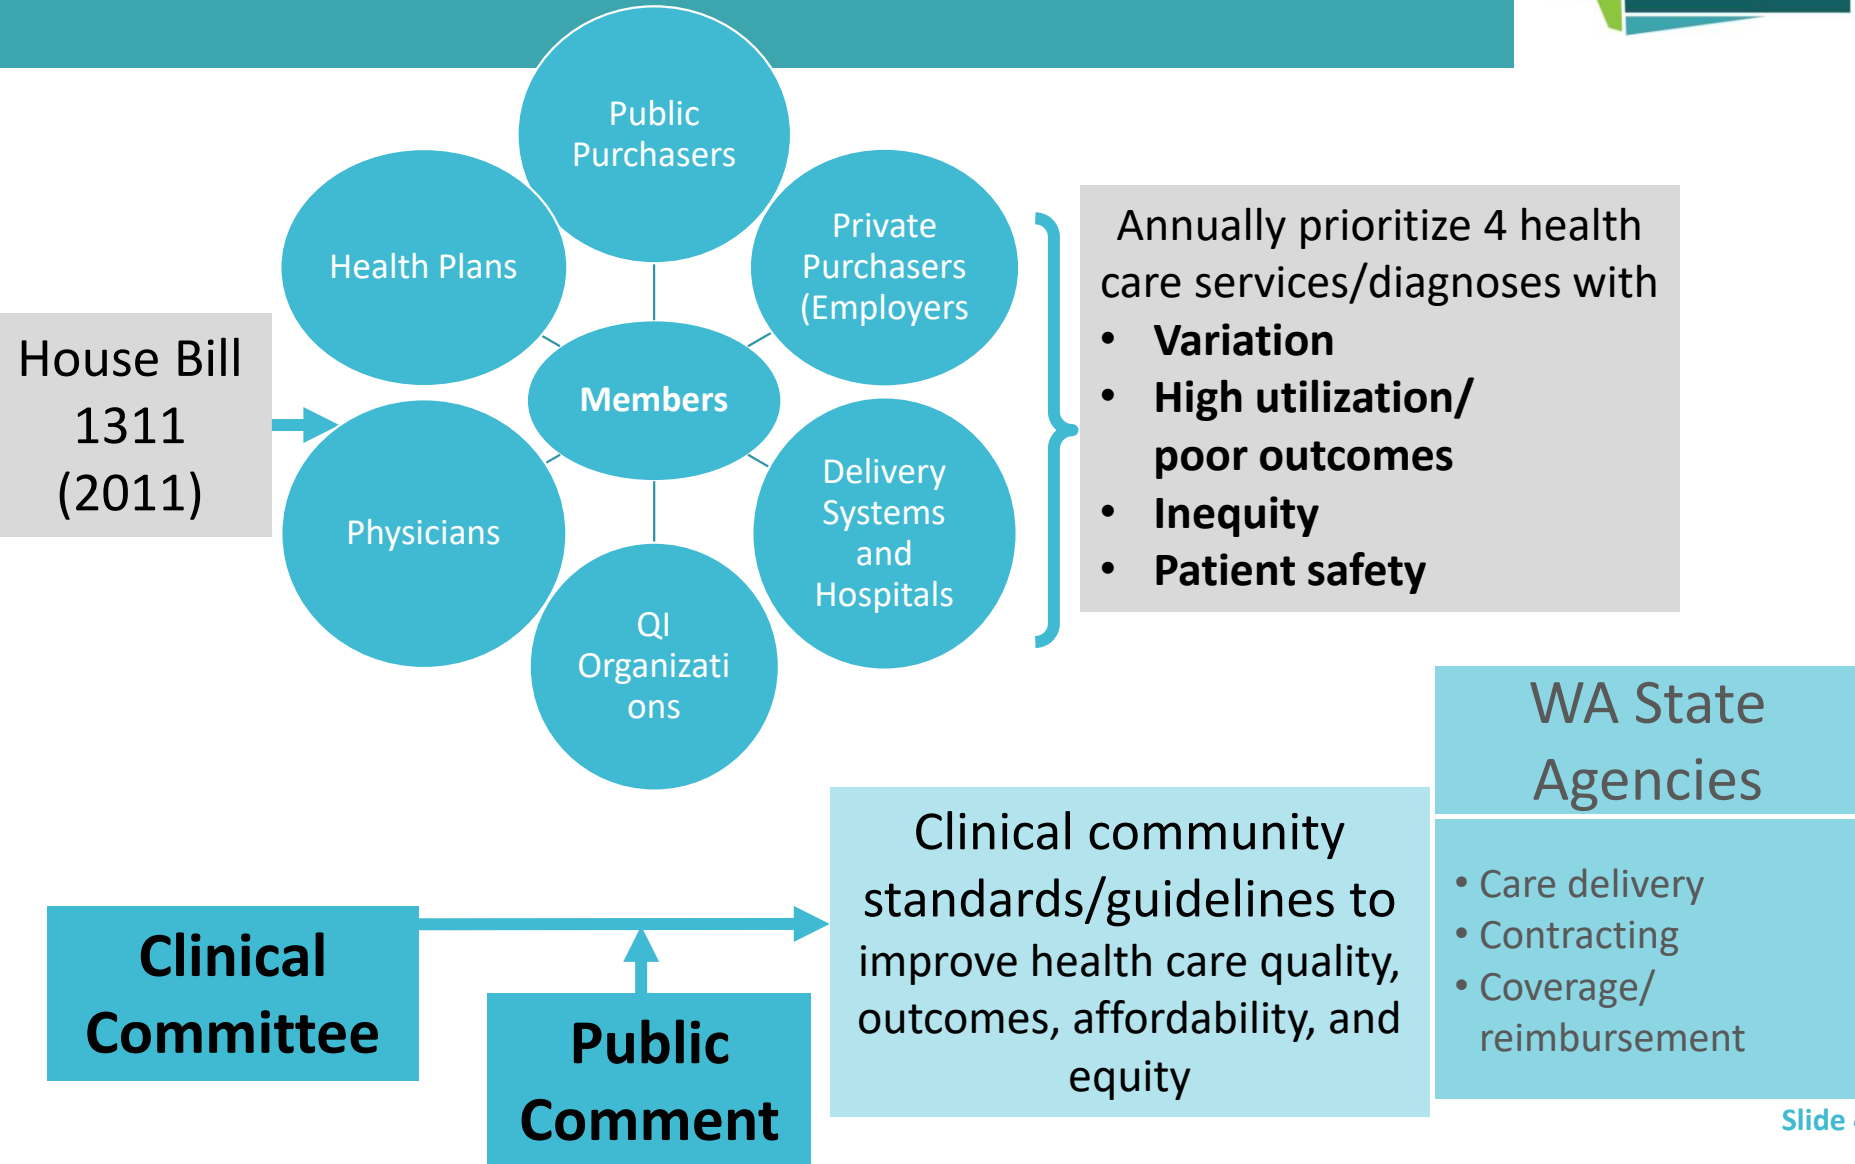 Public
Purchasers
Health Plans
Private
Purchasers
(Employers
Members
Physicians
Delivery
Systems
and
Hospitals
QI
Organizati
ons
House Bill
1311
(2011)
Annually prioritize 4 health
care services/diagnoses with
• Variation
• High utilization/
poor outcomes
• Inequity
• Patient safety
Clinical
Committee
Public
Comment
Clinical community
standards/guidelines to
improve health care quality,
outcomes, affordability, and
equity
WA State
Agencies
• Care delivery
• Contracting
• Coverage/
reimbursement
Slide